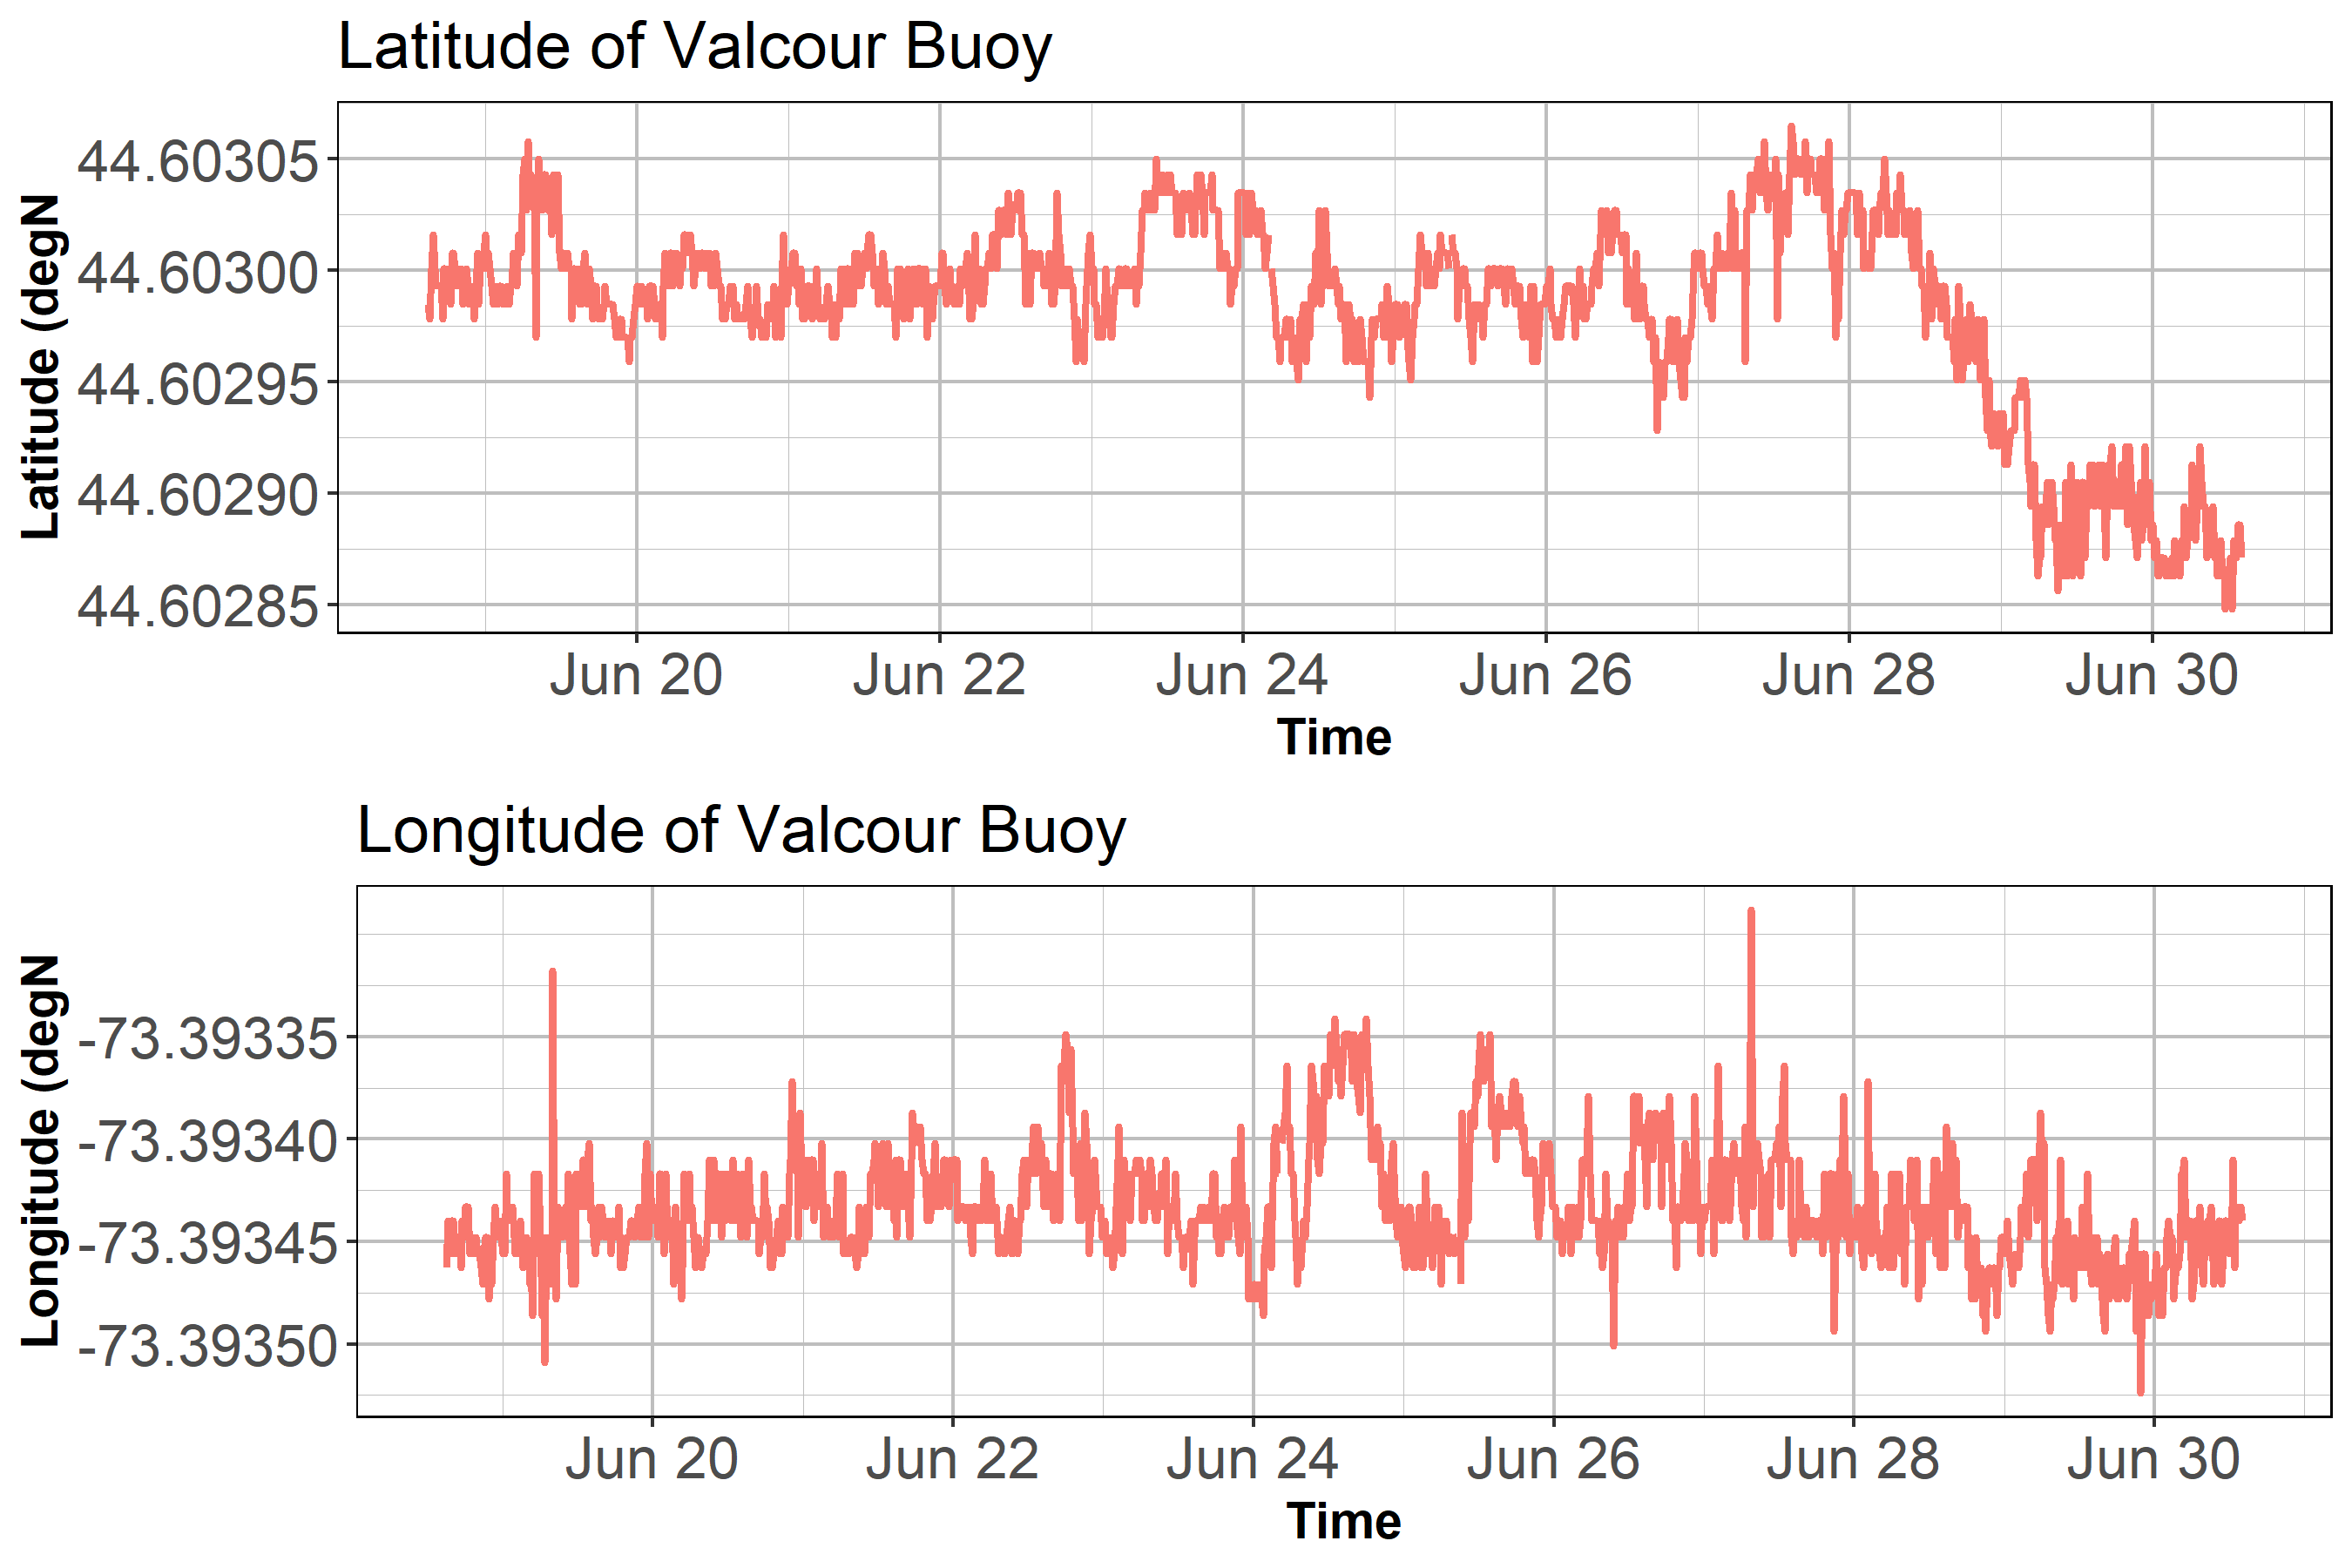 Latitude of Valcour Buoy
Latitude (degN
44.60305
44.60300
44.60295
44.60290
44.60285
Jun 20 Jun 22 Jun 24 Jun 26 Jun 28 Jun 30
Time
Longitude of Valcour Buoy
Longitude (degN
-73.39335
-73.39340
-73.39345
-73.39350
Jun 20 Jun 22 Jun 24 Jun 26 Jun 28 Jun 30
Time